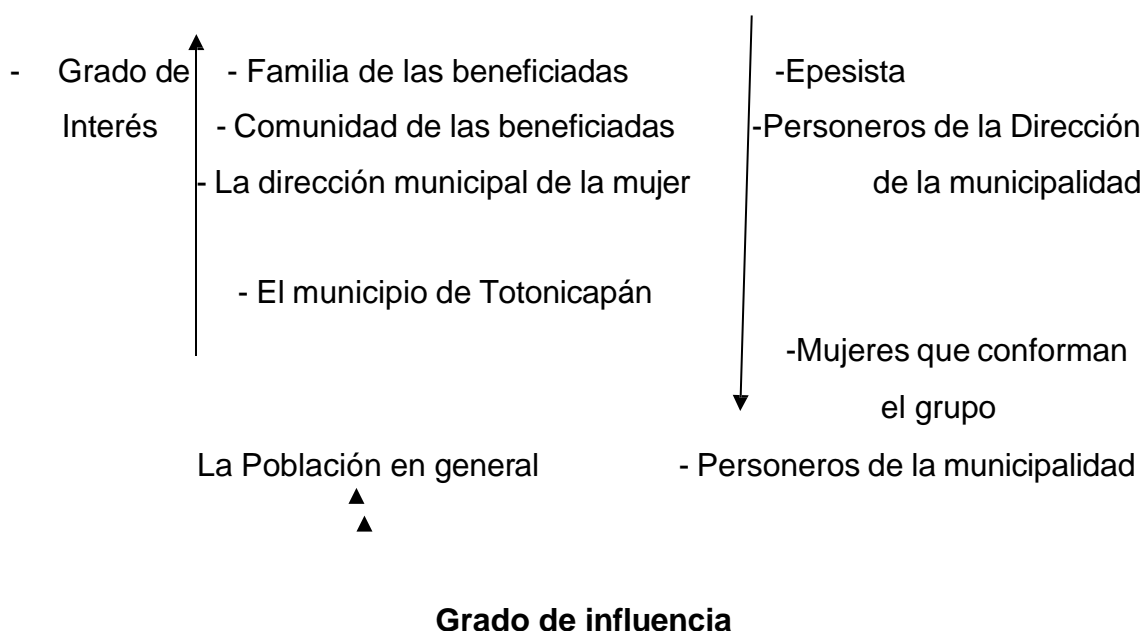 - Grado de - Familia de las beneficiadas -Epesista
Interés - Comunidad de las beneficiadas -Personeros de la Dirección
- La dirección municipal de la mujer de la municipalidad
- El municipio de Totonicapán
-Mujeres que conforman
el grupo
La Población en general - Personeros de la municipalidad
Grado de influencia